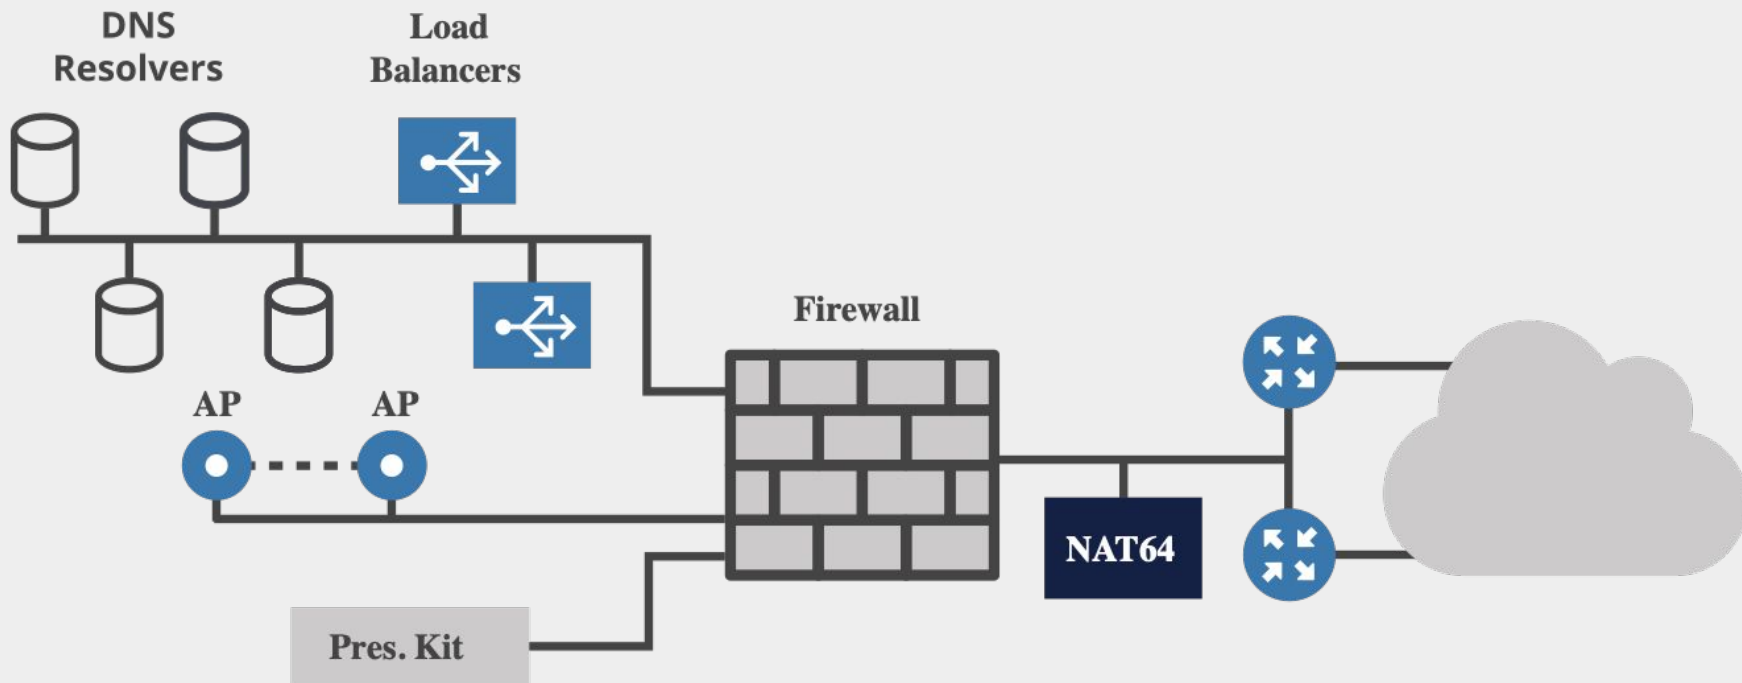 DNS
Resolvers
Load
Balancers
Firewall
AP
AP
NAT64
Pres. Kit